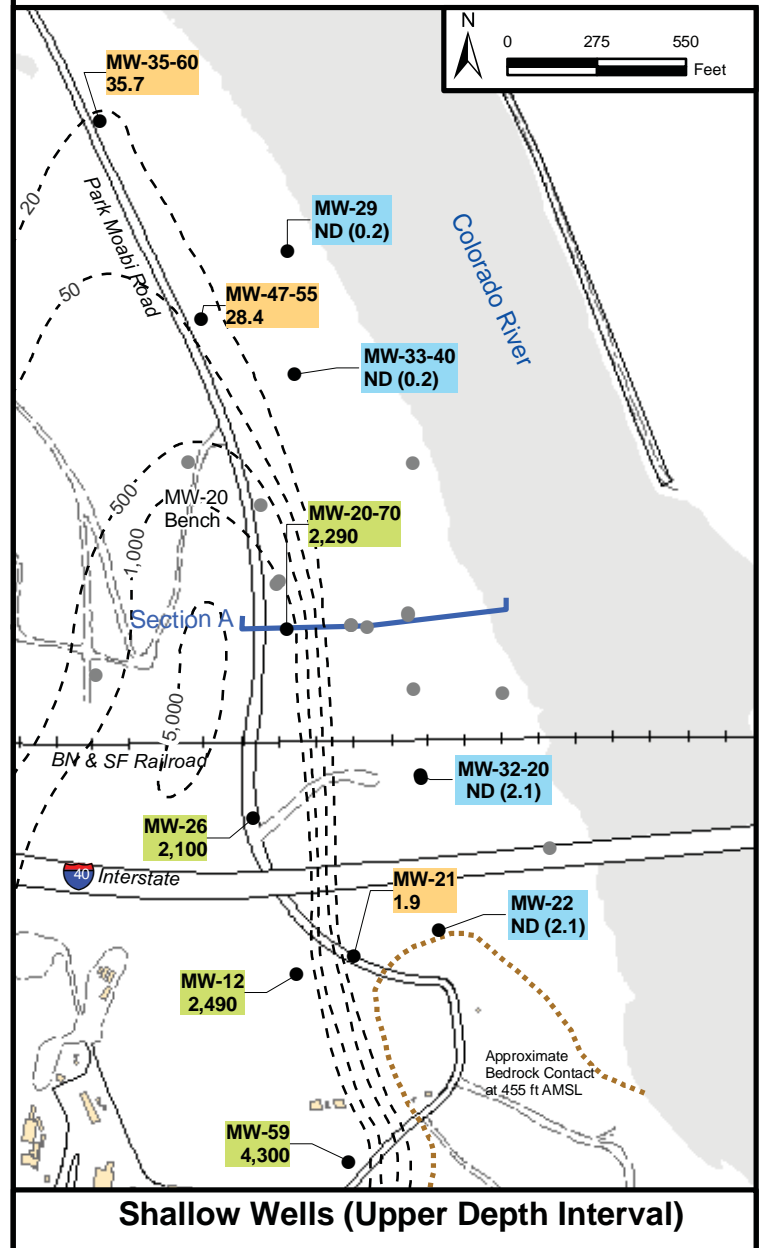 N
0 275 550
Feet
MW-35-60
35.7
20
Park Moabi Road
MW-29
ND (0.2)
Colorado River
50
MW-47-55
28.4
MW-33-40
ND (0.2)
500
MW-20
Bench
MW-20-70
2,290
1,000
Section A
5,000
BN & SF Railroad
MW-32-20
ND (2.1)
MW-26
2,100
40 Interstate
MW-21
1.9
MW-22
ND (2.1)
MW-12
2,490
Approximate
Bedrock Contact
at 455 ft AMSL
MW-59
4,300
Shallow Wells (Upper Depth Interval)